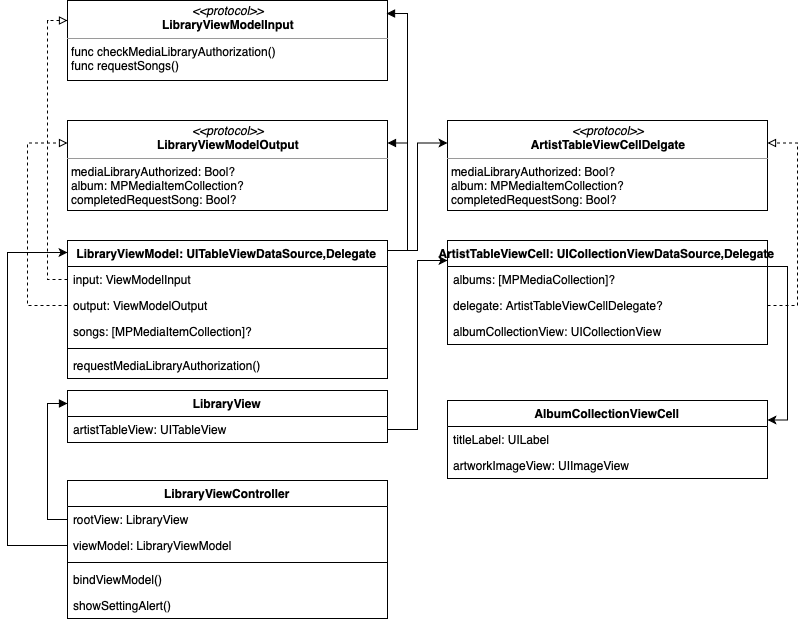 <<protocol>>
LibraryViewModelInput
func checkMediaLibraryAuthorization()
func requestSongs()
<<protocol>>
LibraryViewModelOutput
mediaLibraryAuthorized: Bool?
album: MPMediaItemCollection?
completedRequestSong: Bool?
<<protocol>>
ArtistTableViewCellDelgate
mediaLibraryAuthorized: Bool?
album: MPMediaItemCollection?
completedRequestSong: Bool?
LibraryViewModel: UITableViewDataSource,Delegate
input: ViewModelInput
output: ViewModelOutput
songs: [MPMediaItemCollection]?
requestMediaLibraryAuthorization()
ArtistTableViewCell: UICollectionViewDataSource,Delegate
albums: [MPMediaCollection]?
delegate: ArtistTableViewCellDelegate?
albumCollectionView: UICollectionView
LibraryView
artistTableView: UITableView
AlbumCollectionViewCell
titleLabel: UILabel
artworkImageView: UIImageView
LibraryViewController
rootView: LibraryView
viewModel: LibraryViewModel
bindViewModel()
showSettingAlert()